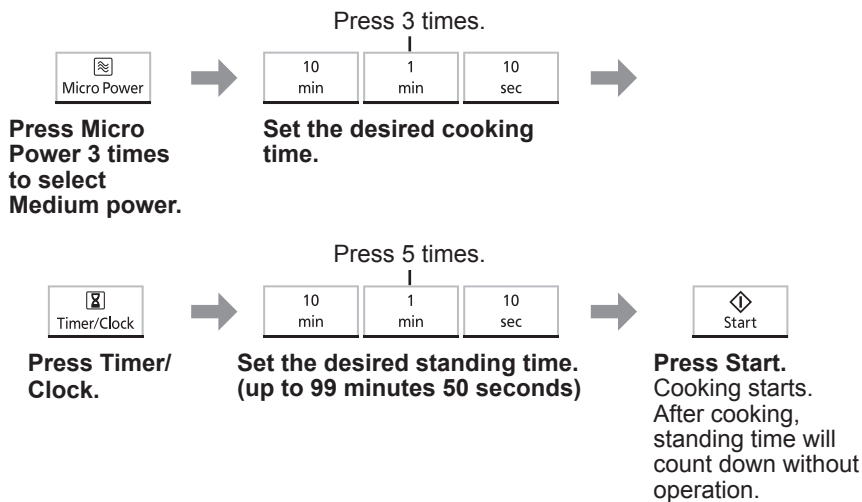 Press 3 times.
Micro Power
10
min
1
min
10
sec
Press Micro
Power 3 times
to select
Medium power.
Set the desired cooking
time.
Press 5 times.
Timer/Clock
10
min
1
min
10
sec
Start
Press Timer/
Clock.
Set the desired standing time.
(up to 99 minutes 50 seconds)
Press Start.
Cooking starts.
After cooking,
standing time will
count down without
operation.